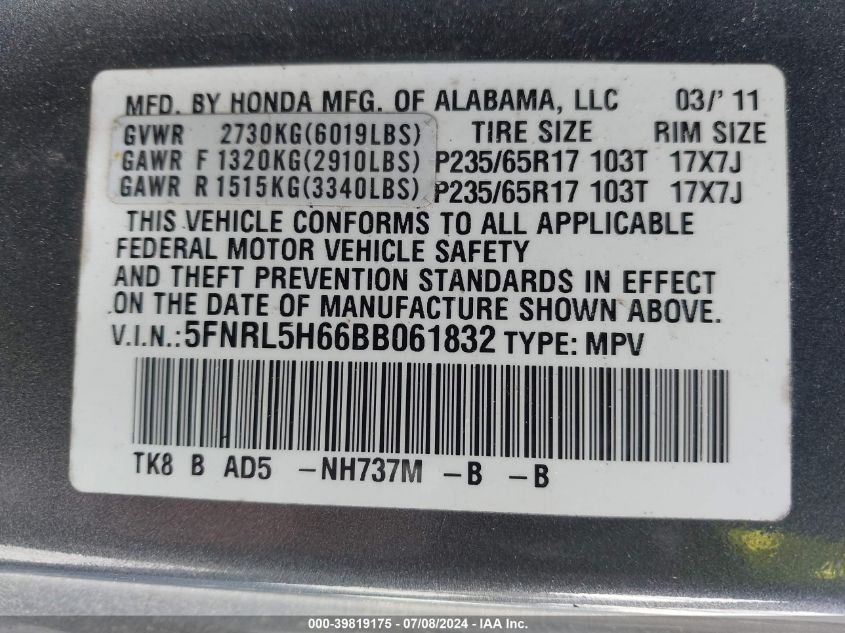 MFD. BY HONDA MFG. OF ALABAMA, LLC 03/' 11
GVWR 2730KG(6019LBS) TIRE SIZE RIM SIZE
GAWR F 1320KG(2910LBS) P235/65R17 103T 17X7J
GAWR R 1515KG(3340LBS) P235/65R17 103T 17X7J
THIS VEHICLE CONFORMS TO ALL APPLICABLE
FEDERAL MOTOR VEHICLE SAFETY
AND THEFT PREVENTION STANDARDS IN EFFECT
ON THE DATE OF MANUFACTURE SHOWN ABOVE.
V.I.N.: 5FNRL5H66BB061832 TYPE: MPV
TK8 B AD5 -NH737M -B -B
000-39819175 - 07/08/2024 - IAA Inc.